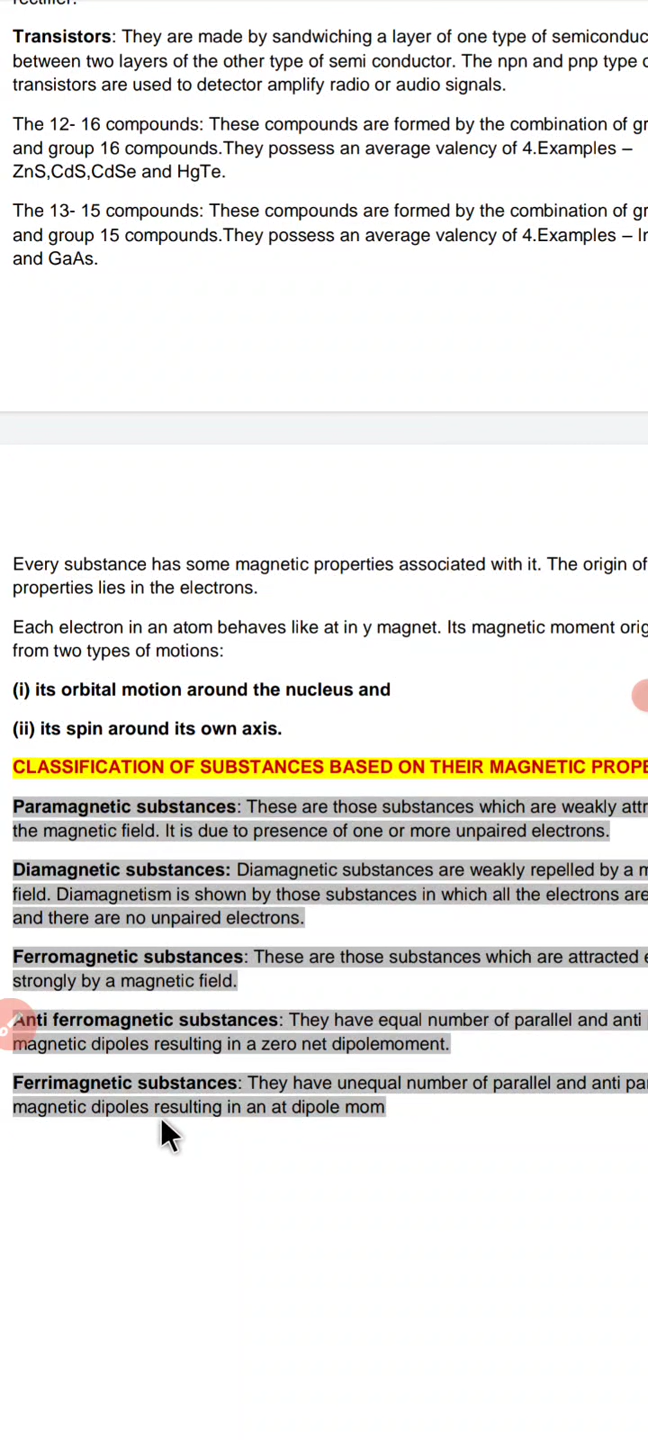 Transistors: They are made by sandwiching a layer of one type of
between two layers of the other type of semi conductor. The npn and pnp type
transistors are used to detector amplify radio or audio signals.
The 12- 16 compounds: These compounds are formed by the combination of
and group 16 compounds.They possess an average valency of 4.Examples –
ZnS,CdS,CdSe and HgTe.
The 13- 15 compounds: These compounds are formed by the combination of
and group 15 compounds.They possess an average valency of 4.Examples –
and GaAs.
Every substance has some magnetic properties associated with it. The origin of
properties lies in the electrons.
Each electron in an atom behaves like at in y magnet. Its magnetic moment
from two types of motions:
(i) its orbital motion around the nucleus and
(ii) its spin around its own axis.
CLASSIFICATION OF SUBSTANCES BASED ON THEIR MAGNETIC
Paramagnetic substances: These are those substances which are weakly
the magnetic field. It is due to presence of one or more unpaired electrons.
Diamagnetic substances: Diamagnetic substances are weakly repelled by a
field. Diamagnetism is shown by those substances in which all the electrons are
and there are no unpaired electrons.
Ferromagnetic substances: These are those substances which are attracted
strongly by a magnetic field.
Anti ferromagnetic substances: They have equal number of parallel and anti
magnetic dipoles resulting in a zero net dipolemoment.
Ferrimagnetic substances: They have unequal number of parallel and anti
magnetic dipoles resulting in an at dipole mom